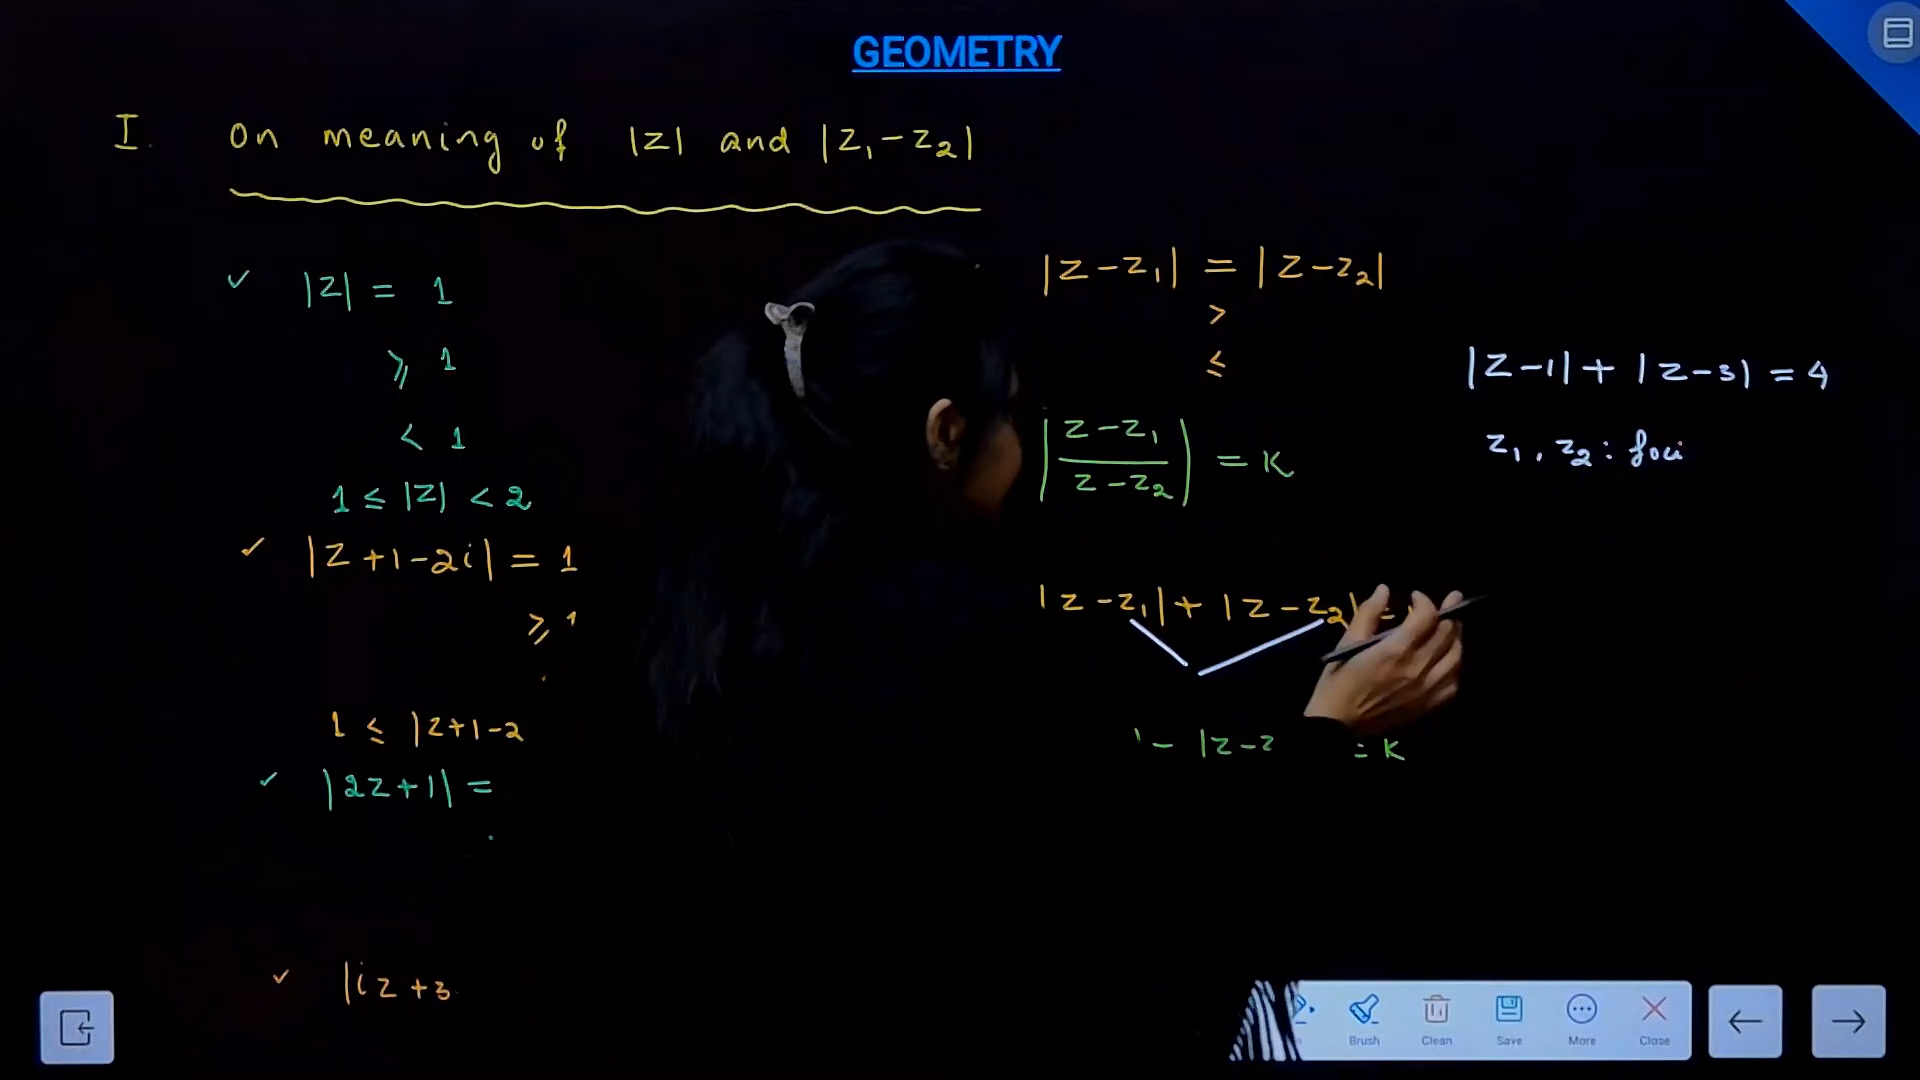 GEOMETRY
I. On meaning of |z| and |z₁-z₂|
|z| = 1
⩾ 1
< 1
1 ≤ |z| < 2
|z+1-2i| = 1
⩾ 1
1 ≤ |z+1-2
|2z+1| =
|iz+3
|z-z₁| = |z-z₂|
>
≤
|(z-z₁)/(z-z₂)| = K
|z-z₁| + |z-z₂| =
- |z-z = K
|z-1| + |z-3| = 4
z₁, z₂ : foci
Brush Clean Save More Close